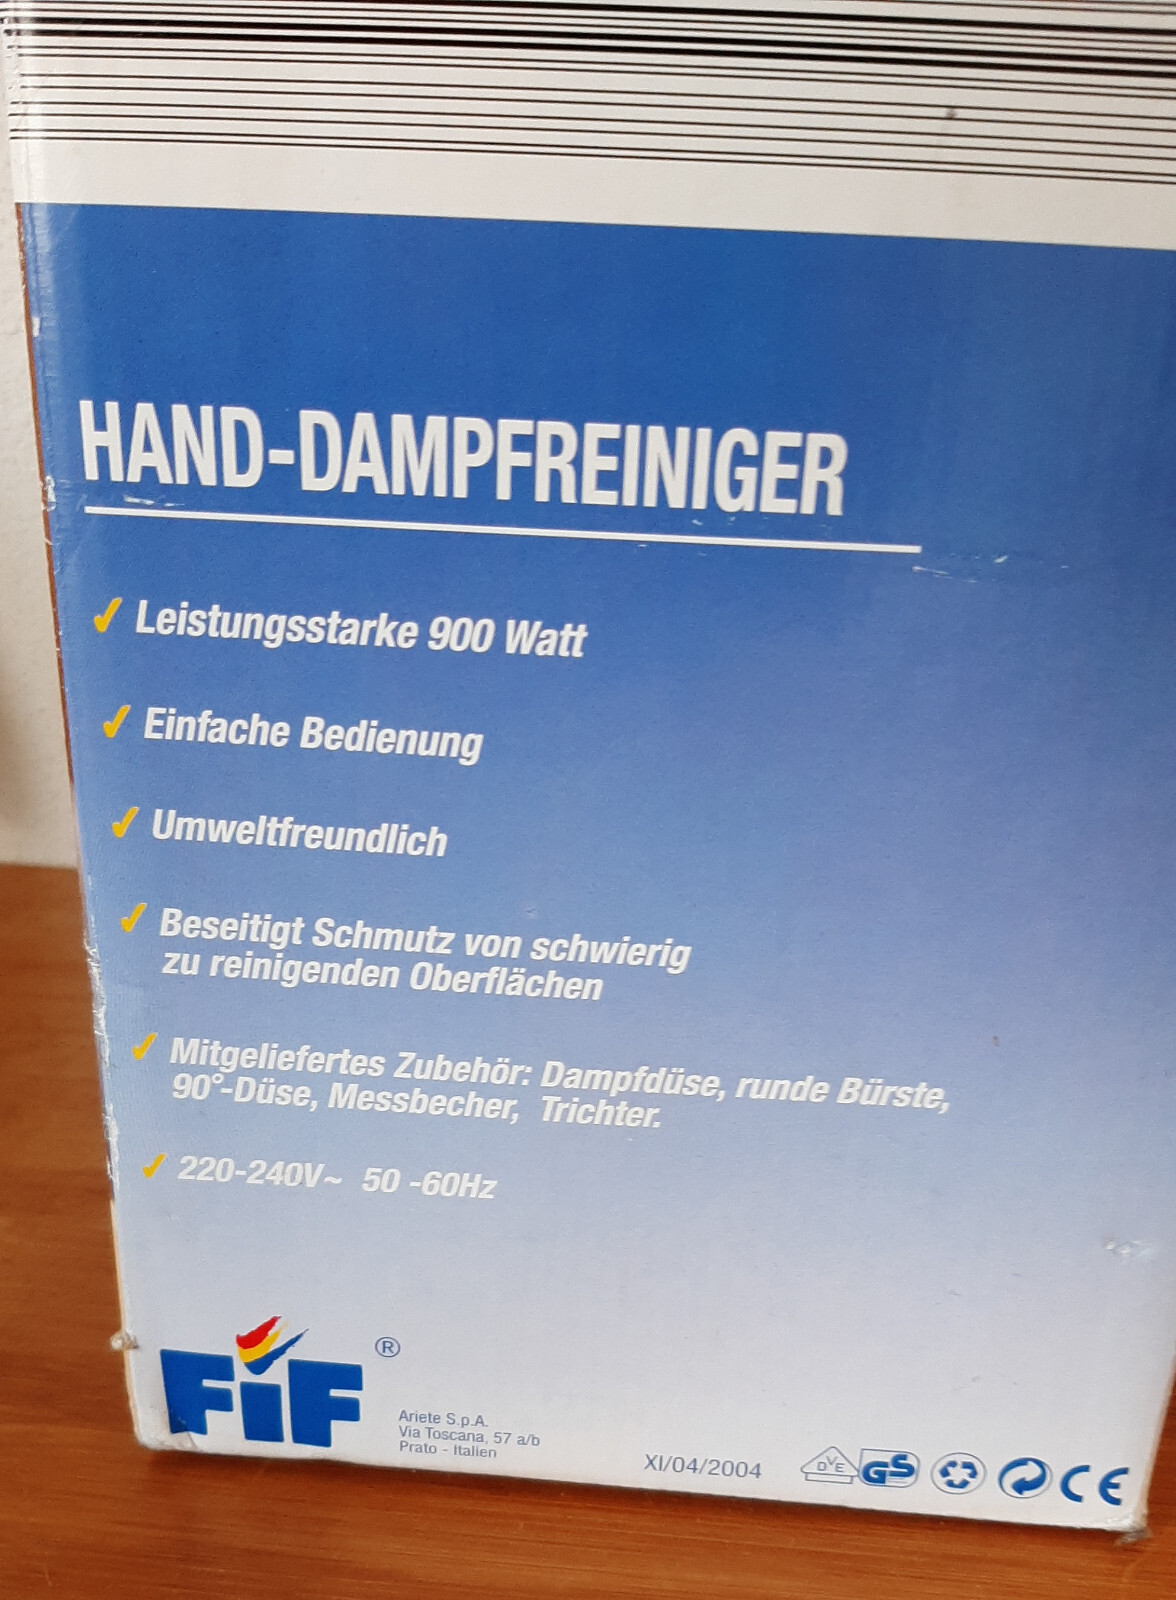 HAND-DAMPFREINIGER
✓ Leistungsstarke 900 Watt
✓ Einfache Bedienung
✓ Umweltfreundlich
✓ Beseitigt Schmutz von schwierig
zu reinigenden Oberflächen
✓ Mitgeliefertes Zubehör: Dampfdüse, runde Bürste,
90°-Düse, Messbecher, Trichter.
✓ 220-240V~ 50 -60Hz
FiF ®
Ariete S.p.A.
Via Toscana, 57 a/b
Prato - Italien
XI/04/2004
DVE GS CE